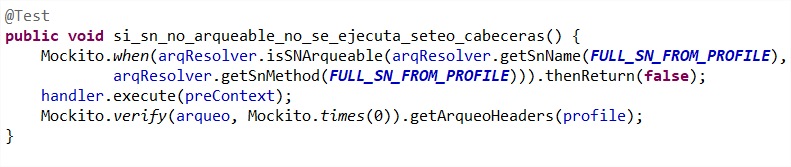 @Test
public void si_sn_no_arqueable_no_se_ejecuta_seteo_cabeceras() {
Mockito.when(arqResolver.isSNArqueable(arqResolver.getSnName(FULL_SN_FROM_PROFILE),
arqResolver.getSnMethod(FULL_SN_FROM_PROFILE))).thenReturn(false);
handler.execute(preContext);
Mockito.verify(arqueo, Mockito.times(0)).getArqueoHeaders(profile);
}